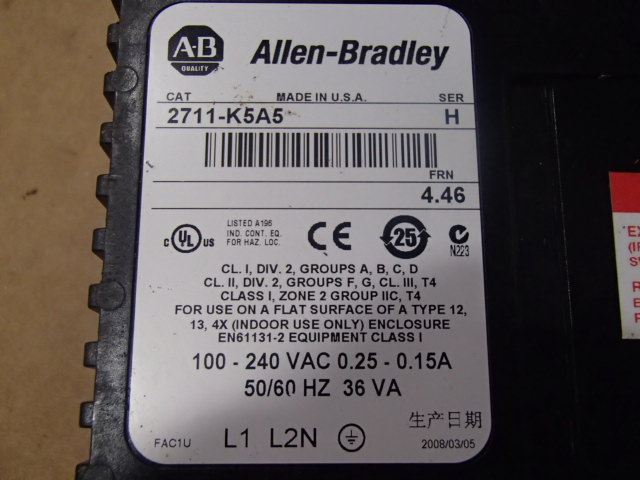 A-B
QUALITY
Allen-Bradley
CAT MADE IN U.S.A. SER
2711-K5A5 H
FRN
4.46
C UL US
LISTED A196
IND. CONT. EQ.
FOR HAZ. LOC.
CE
25
N223
CL. I, DIV. 2, GROUPS A, B, C, D
CL. II, DIV. 2, GROUPS F, G, CL. III, T4
CLASS I, ZONE 2 GROUP IIC, T4
FOR USE ON A FLAT SURFACE OF A TYPE 12,
13, 4X (INDOOR USE ONLY) ENCLOSURE
EN61131-2 EQUIPMENT CLASS I
100 - 240 VAC 0.25 - 0.15A
50/60 HZ 36 VA
生产日期
FAC1U L1 L2N 2008/03/05